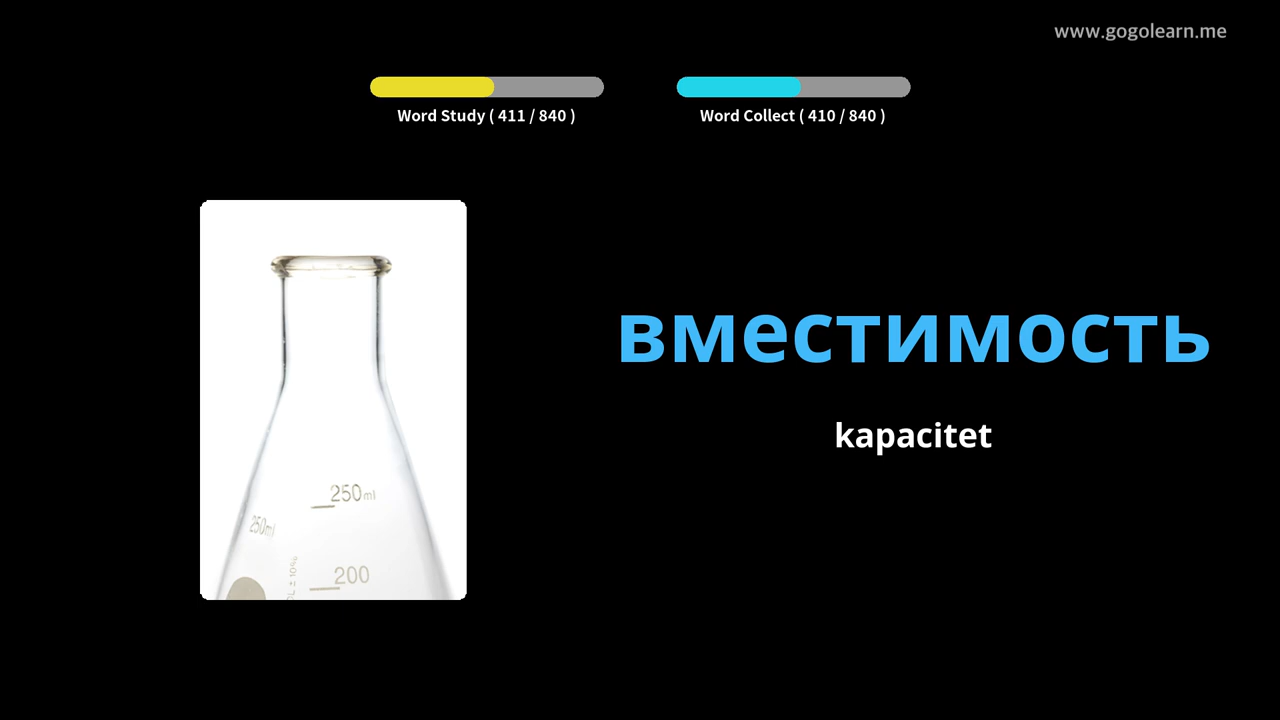 www.gogolearn.me
Word Study ( 411 / 840 )
Word Collect ( 410 / 840 )
вместимость
kapacitet
250ml
250ml
200